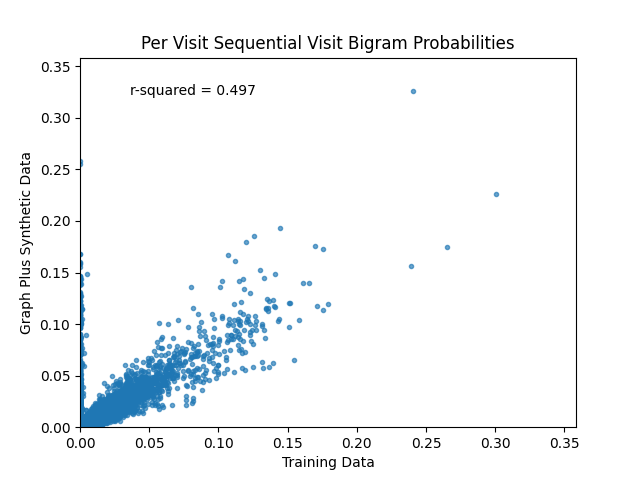 Per Visit Sequential Visit Bigram Probabilities
r-squared = 0.497
Graph Plus Synthetic Data
0.35
0.30
0.25
0.20
0.15
0.10
0.05
0.00
0.00 0.05 0.10 0.15 0.20 0.25 0.30 0.35
Training Data